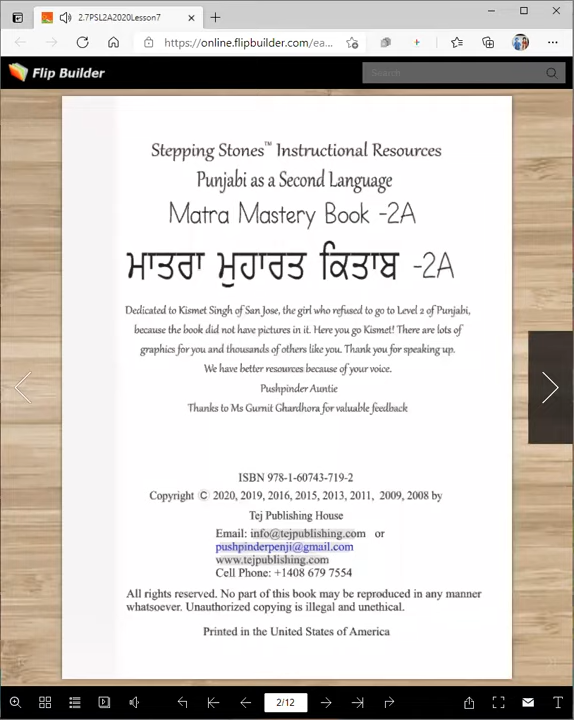 2.7PSL2A2020Lesson7
https://online.flipbuilder.com/ea...
Flip Builder
Search
Stepping Stones™ Instructional Resources
Punjabi as a Second Language
Matra Mastery Book -2A
ਮਾਤਰਾ ਮੁਹਾਰਤ ਕਿਤਾਬ -2A
Dedicated to Kismet Singh of San Jose, the girl who refused to go to Level 2 of Punjabi,
because the book did not have pictures in it. Here you go Kismet! There are lots of
graphics for you and thousands of others like you. Thank you for speaking up.
We have better resources because of your voice.
Pushpinder Auntie
Thanks to Ms Gurnit Ghardhora for valuable feedback
ISBN 978-1-60743-719-2
Copyright © 2020, 2019, 2016, 2015, 2013, 2011, 2009, 2008 by
Tej Publishing House
Email: info@tejpublishing.com or
pushpinderpenji@gmail.com
www.tejpublishing.com
Cell Phone: +1408 679 7554
All rights reserved. No part of this book may be reproduced in any manner
whatsoever. Unauthorized copying is illegal and unethical.
Printed in the United States of America
2/12